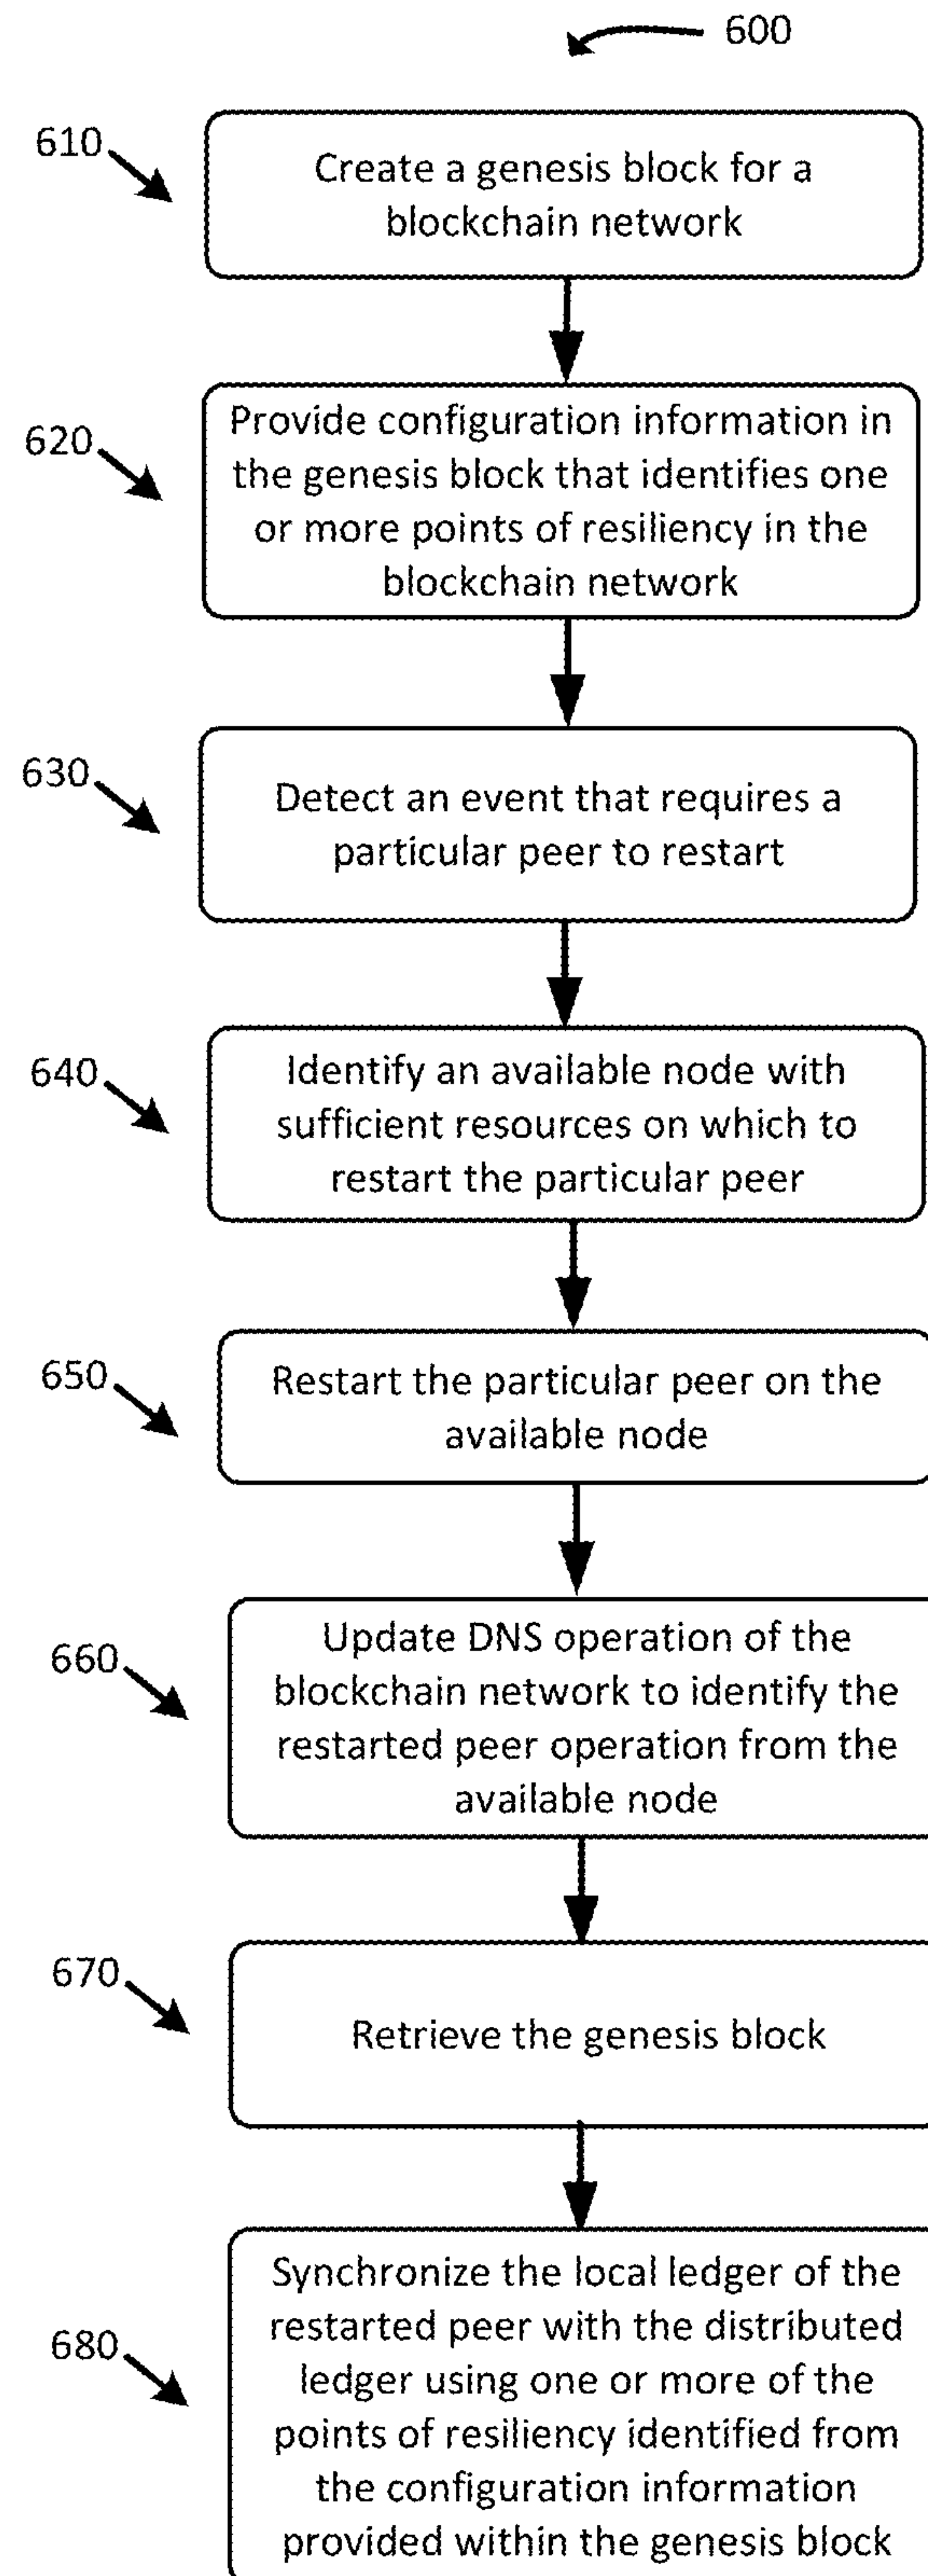 600
610
Create a genesis block for a
blockchain network
620
Provide configuration information in
the genesis block that identifies one
or more points of resiliency in the
blockchain network
630
Detect an event that requires a
particular peer to restart
640
Identify an available node with
sufficient resources on which to
restart the particular peer
650
Restart the particular peer on the
available node
660
Update DNS operation of the
blockchain network to identify the
restarted peer operation from the
available node
670
Retrieve the genesis block
680
Synchronize the local ledger of the
restarted peer with the distributed
ledger using one or more of the
points of resiliency identified from
the configuration information
provided within the genesis block